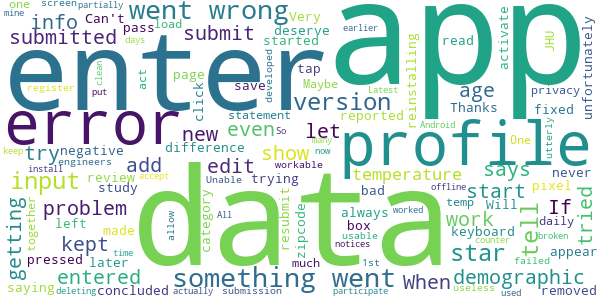 one screen partially
mine
Can't
earlier
info
went wrong
load
Very
pass
deserve
submitted
submit
started
enter
app
page
tap
developed
read
activate
JHU
unfortunately
act
save
Maybe
click
reinstalling
register
days
clean
put
statement
version
age
privacy
Latest
Thanks
reported
fixed
error
new
even
let
So
Android
One
negative
difference
many
utterly
try
profile
keep
engineers
workable
now
install
add
edit
show
says
input
review
Unable
trying
temperature
never
study
accept
data
bad
offline
pixel
problem
category
resubmit
zipcode
always
temp
will
start
tell
tried
If
getting
together
left
made
allow
All
box
usable
worked
work
keyboard
daily
kept
pressed
later
time
much
1st
notices
counter
broken
appear
entered
something went
When
star
demographic
failed
saying
concluded
deleting
actually
submission
participate
useless
used
removed